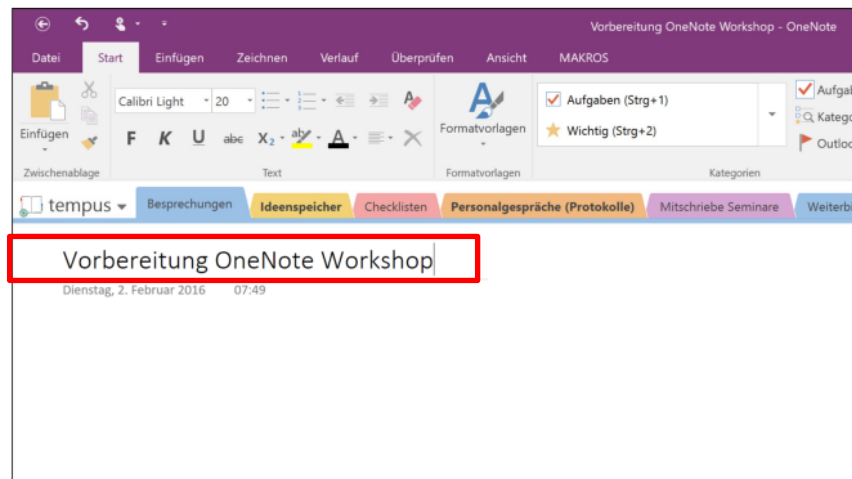 Vorbereitung OneNote Workshop - OneNote
Datei Start Einfügen Zeichnen Verlauf Überprüfen Ansicht MAKROS
Calibri Light 20
Einfügen
F K U abc X₂ ab A
Formatvorlagen
Aufgaben (Strg+1)
Wichtig (Strg+2)
Zwischenablage Text Formatvorlagen Kategorien
tempus Besprechungen Ideenspeicher Checklisten Personalgespräche (Protokolle) Mitschriebe Seminare
Vorbereitung OneNote Workshop
Dienstag, 2. Februar 2016 07:49